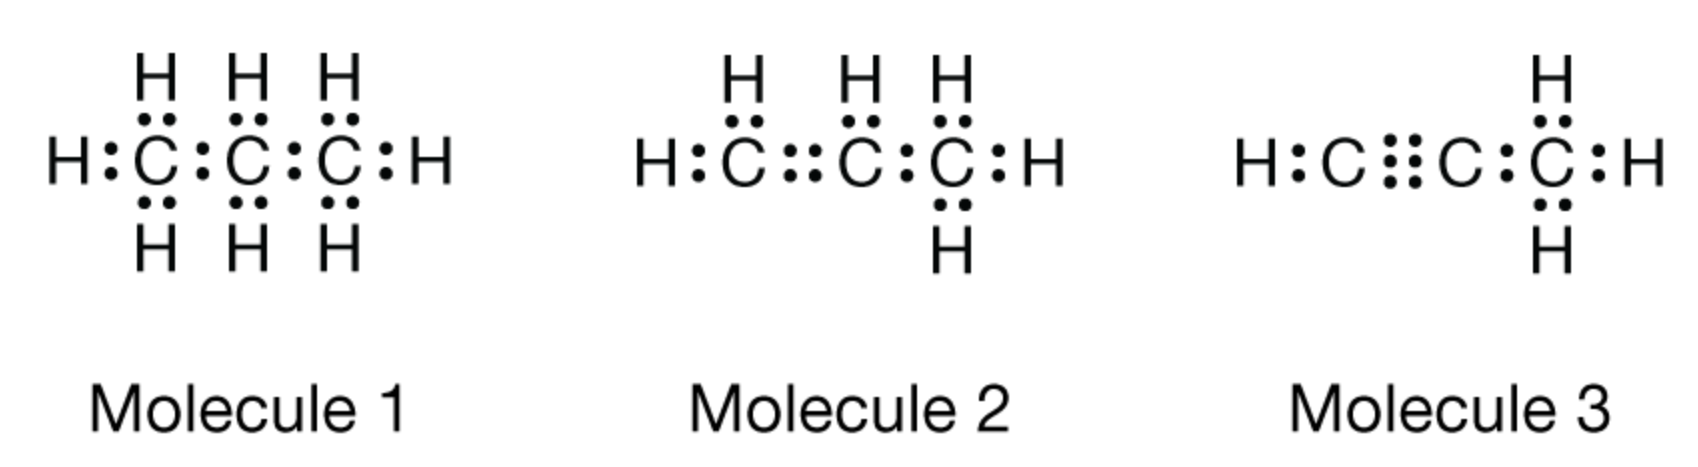 H H H H H H
H:C:C:C:H H:C::C:C:H H:C:::C:C:H
H H H H H
Molecule 1 Molecule 2 Molecule 3